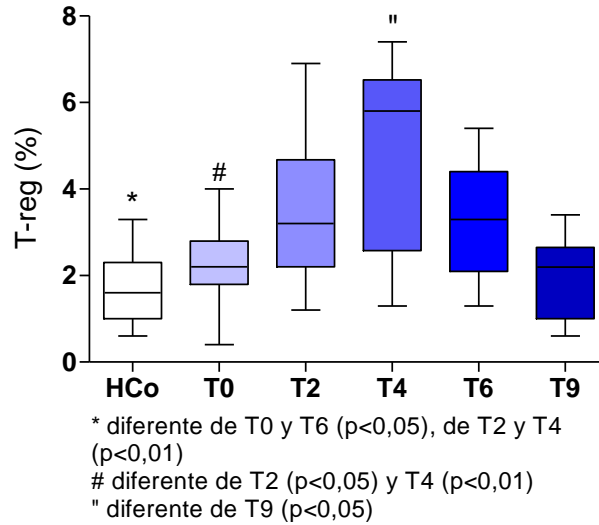 8
6
4
2
0
T-reg (%)
*
#
"
HCo T0 T2 T4 T6 T9
* diferente de T0 y T6 (p<0,05), de T2 y T4
(p<0,01)
# diferente de T2 (p<0,05) y T4 (p<0,01)
" diferente de T9 (p<0,05)